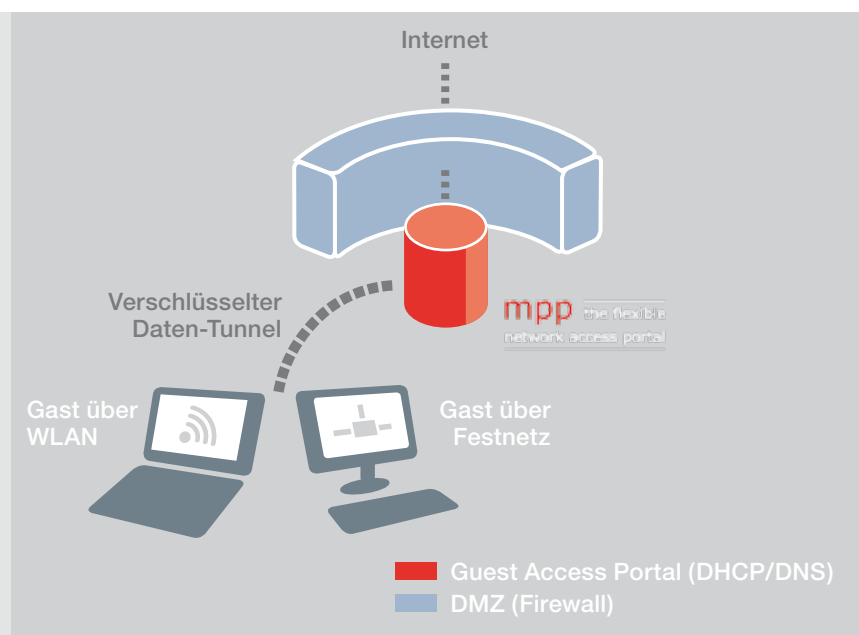 Internet
Verschlüsselter
Daten-Tunnel
mpp the flexible
network access portal
Gast über
WLAN
Gast über
Festnetz
Guest Access Portal (DHCP/DNS)
DMZ (Firewall)